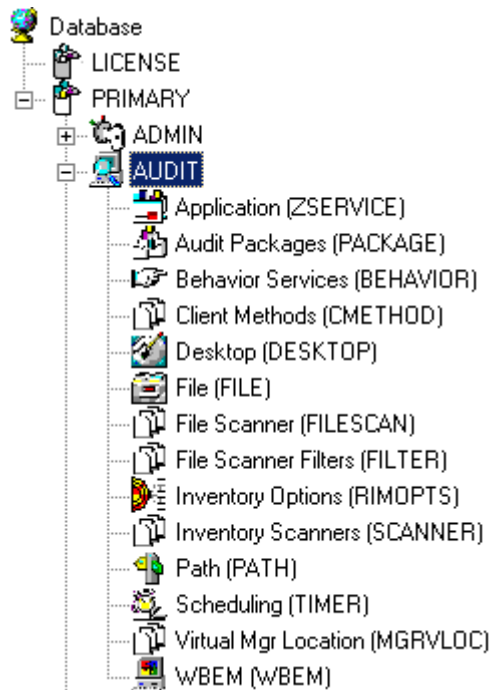 Database
LICENSE
PRIMARY
ADMIN
AUDIT
Application (ZSERVICE)
Audit Packages (PACKAGE)
Behavior Services (BEHAVIOR)
Client Methods (CMETHOD)
Desktop (DESKTOP)
File (FILE)
File Scanner (FILESCAN)
File Scanner Filters (FILTER)
Inventory Options (RIMOPTS)
Inventory Scanners (SCANNER)
Path (PATH)
Scheduling (TIMER)
Virtual Mgr Location (MGRVLOC)
WBEM (WBEM)